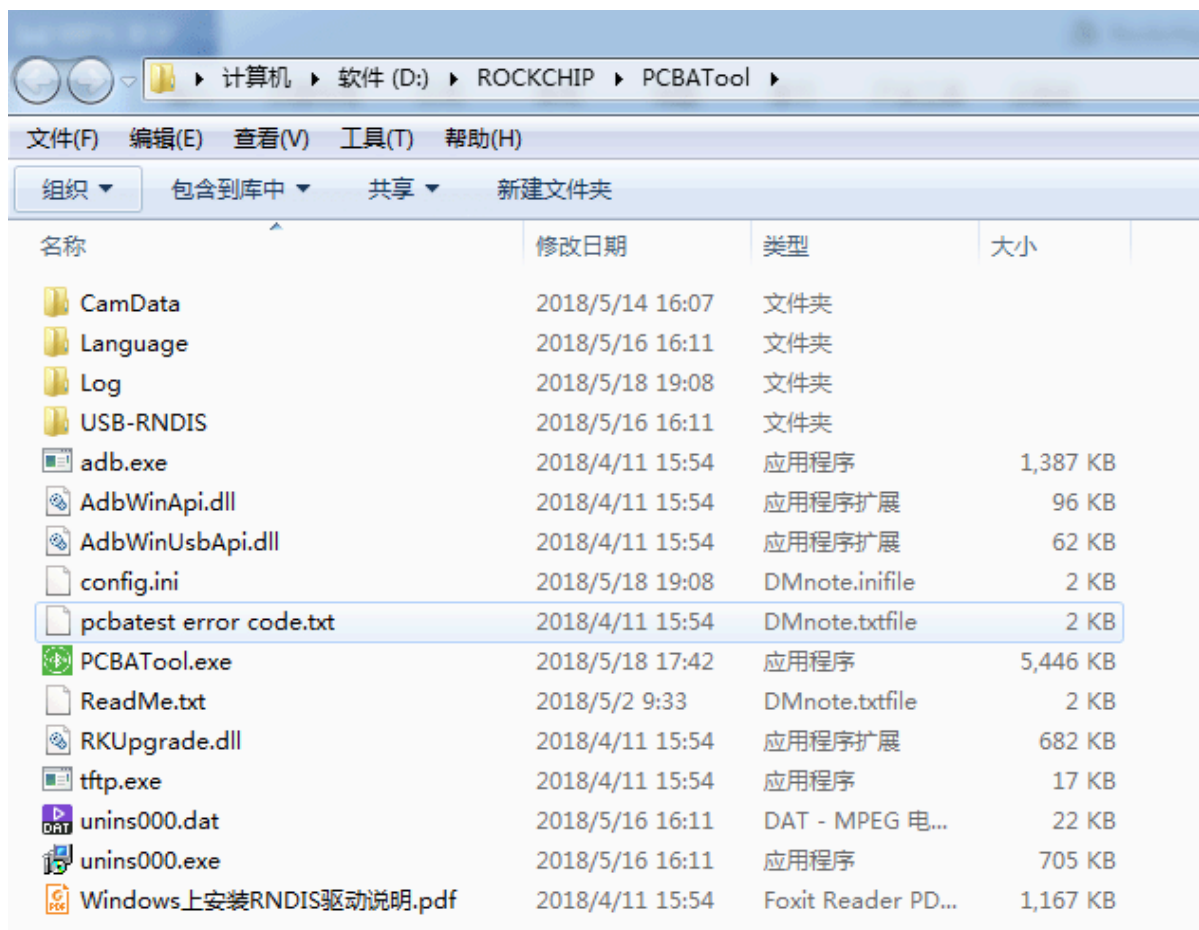 计算机 ▸ 软件 (D:) ▸ ROCKCHIP ▸ PCBATool ▸
文件(F) 编辑(E) 查看(V) 工具(T) 帮助(H)
组织 包含到库中 共享 新建文件夹
名称 修改日期 类型 大小
CamData 2018/5/14 16:07 文件夹
Language 2018/5/16 16:11 文件夹
Log 2018/5/18 19:08 文件夹
USB-RNDIS 2018/5/16 16:11 文件夹
adb.exe 2018/4/11 15:54 应用程序 1,387 KB
AdbWinApi.dll 2018/4/11 15:54 应用程序扩展 96 KB
AdbWinUsbApi.dll 2018/4/11 15:54 应用程序扩展 62 KB
config.ini 2018/5/18 19:08 DMnote.inifile 2 KB
pcbatest error code.txt 2018/4/11 15:54 DMnote.txtfile 2 KB
PCBATool.exe 2018/5/18 17:42 应用程序 5,446 KB
ReadMe.txt 2018/5/2 9:33 DMnote.txtfile 2 KB
RKUpgrade.dll 2018/4/11 15:54 应用程序扩展 682 KB
tftp.exe 2018/4/11 15:54 应用程序 17 KB
unins000.dat 2018/5/16 16:11 DAT - MPEG 电... 22 KB
unins000.exe 2018/5/16 16:11 应用程序 705 KB
Windows上安装RNDIS驱动说明.pdf 2018/4/11 15:54 Foxit Reader PD... 1,167 KB